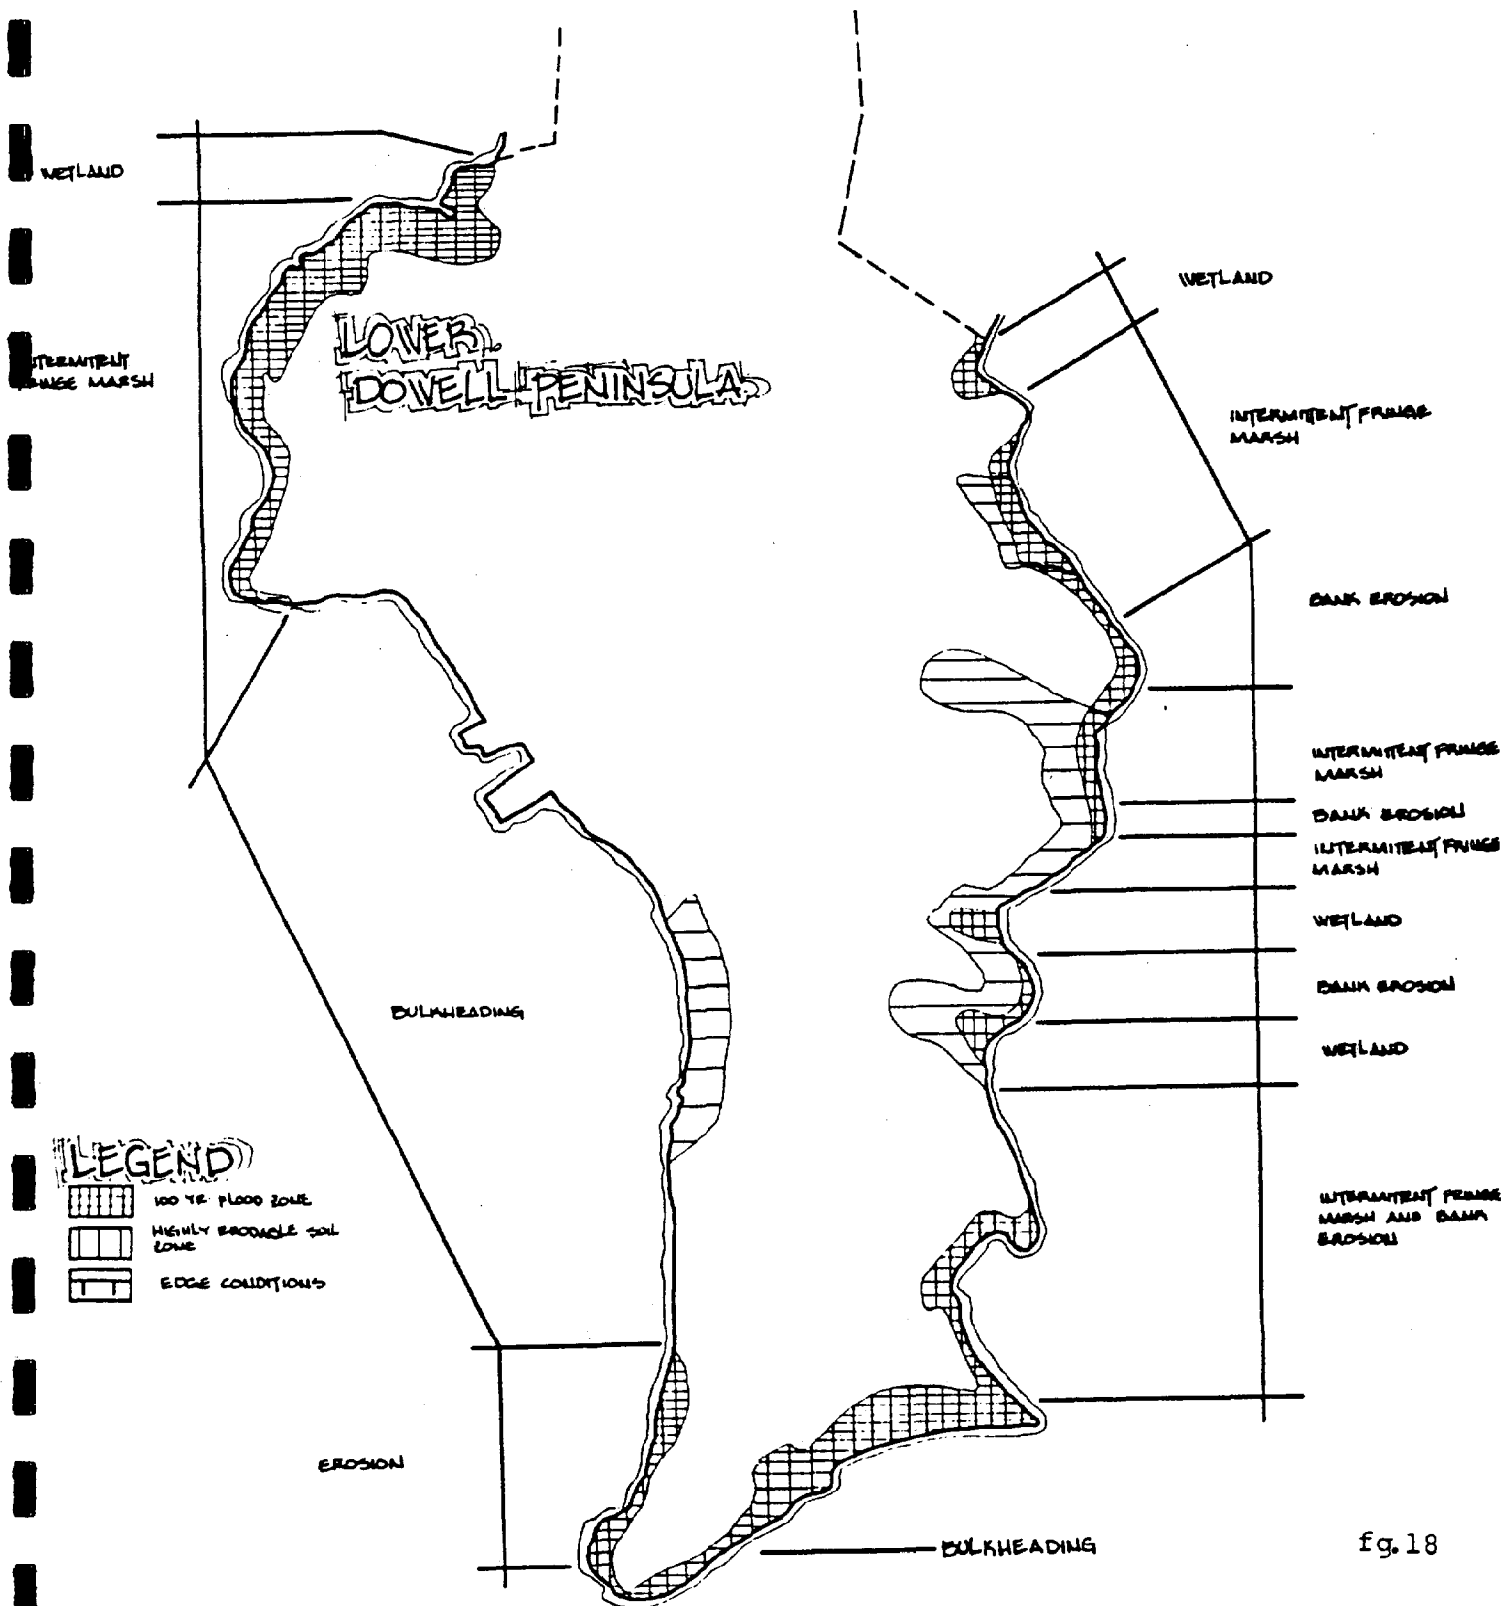 WETLAND
FRINGE MARSH
LOWER
DOWELL PENINSULA
WETLAND
INTERMITTENT FRINGE
MARSH
BANK EROSION
INTERMITTENT FRINGE
MARSH
BANK EROSION
INTERMITTENT FRINGE
MARSH
WETLAND
BANK EROSION
WETLAND
INTERMITTENT FRINGE
MARSH AND BANK
EROSION
BULKHEADING
LEGEND
100 YR. FLOOD ZONE
HIGHLY ERODABLE SOIL
ZONE
EDGE CONDITIONS
EROSION
BULKHEADING
fg.18